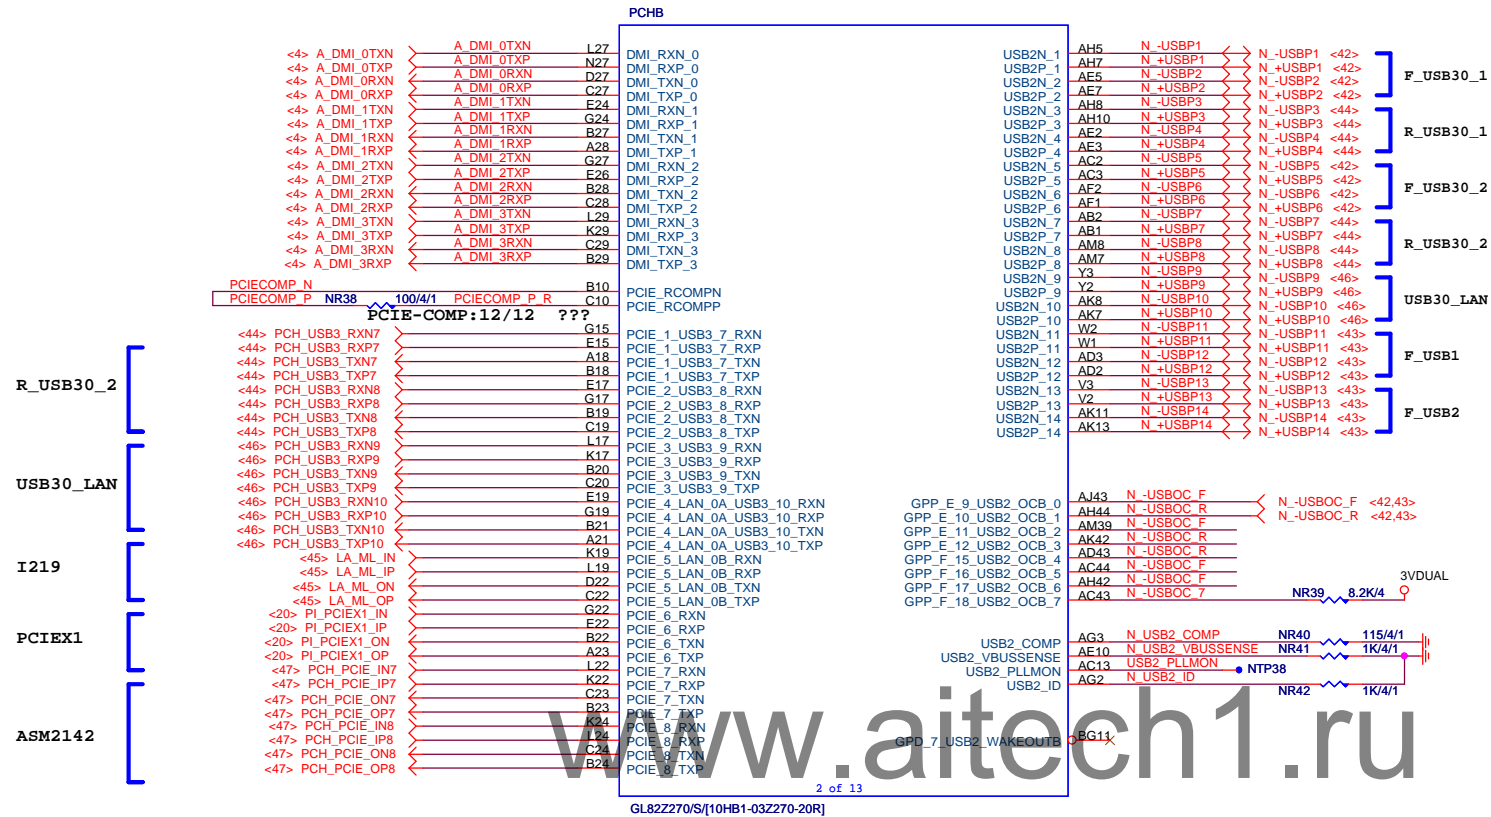 PCHB
<4> A_DMI_0TXN A_DMI_0TXN L27 DMI_RXN_0
<4> A_DMI_0TXP A_DMI_0TXP N27 DMI_RXP_0
<4> A_DMI_0RXN A_DMI_0RXN D27 DMI_TXN_0
<4> A_DMI_0RXP A_DMI_0RXP C27 DMI_TXP_0
<4> A_DMI_1TXN A_DMI_1TXN E24 DMI_RXN_1
<4> A_DMI_1TXP A_DMI_1TXP G24 DMI_RXP_1
<4> A_DMI_1RXN A_DMI_1RXN B27 DMI_TXN_1
<4> A_DMI_1RXP A_DMI_1RXP A28 DMI_TXP_1
<4> A_DMI_2TXN A_DMI_2TXN G27 DMI_RXN_2
<4> A_DMI_2TXP A_DMI_2TXP E26 DMI_RXP_2
<4> A_DMI_2RXN A_DMI_2RXN B28 DMI_TXN_2
<4> A_DMI_2RXP A_DMI_2RXP C28 DMI_TXP_2
<4> A_DMI_3TXN A_DMI_3TXN L29 DMI_RXN_3
<4> A_DMI_3TXP A_DMI_3TXP K29 DMI_RXP_3
<4> A_DMI_3RXN A_DMI_3RXN C29 DMI_TXN_3
<4> A_DMI_3RXP A_DMI_3RXP B29 DMI_TXP_3
PCIECOMP_N B10 PCIE_RCOMPN
PCIECOMP_P NR38 100/4/1 PCIECOMP_P_R C10 PCIE_RCOMPP
PCIE-COMP:12/12 ???
<44> PCH_USB3_RXN7 G15 PCIE_1_USB3_7_RXN
<44> PCH_USB3_RXP7 E15 PCIE_1_USB3_7_RXP
<44> PCH_USB3_TXN7 A18 PCIE_1_USB3_7_TXN
<44> PCH_USB3_TXP7 B18 PCIE_1_USB3_7_TXP
R_USB30_2
<44> PCH_USB3_RXN8 E17 PCIE_2_USB3_8_RXN
<44> PCH_USB3_RXP8 G17 PCIE_2_USB3_8_RXP
<44> PCH_USB3_TXN8 B19 PCIE_2_USB3_8_TXN
<44> PCH_USB3_TXP8 C19 PCIE_2_USB3_8_TXP
<46> PCH_USB3_RXN9 L17 PCIE_3_USB3_9_RXN
<46> PCH_USB3_RXP9 K17 PCIE_3_USB3_9_RXP
<46> PCH_USB3_TXN9 B20 PCIE_3_USB3_9_TXN
<46> PCH_USB3_TXP9 C20 PCIE_3_USB3_9_TXP
USB30_LAN
<46> PCH_USB3_RXN10 E19 PCIE_4_LAN_0A_USB3_10_RXN
<46> PCH_USB3_RXP10 G19 PCIE_4_LAN_0A_USB3_10_RXP
<46> PCH_USB3_TXN10 B21 PCIE_4_LAN_0A_USB3_10_TXN
<46> PCH_USB3_TXP10 A21 PCIE_4_LAN_0A_USB3_10_TXP
<45> LA_ML_IN K19 PCIE_5_LAN_0B_RXN
<45> LA_ML_IP L19 PCIE_5_LAN_0B_RXP
I219
<45> LA_ML_ON D22 PCIE_5_LAN_0B_TXN
<45> LA_ML_OP C22 PCIE_5_LAN_0B_TXP
<20> PI_PCIEX1_IN G22 PCIE_6_RXN
<20> PI_PCIEX1_IP E22 PCIE_6_RXP
PCIEX1
<20> PI_PCIEX1_ON B22 PCIE_6_TXN
<20> PI_PCIEX1_OP A23 PCIE_6_TXP
<47> PCH_PCIE_IN7 L22 PCIE_7_RXN
<47> PCH_PCIE_IP7 K22 PCIE_7_RXP
<47> PCH_PCIE_ON7 C23 PCIE_7_TXN
<47> PCH_PCIE_OP7 B23 PCIE_7_TXP
<47> PCH_PCIE_IN8 K24 PCIE_8_RXN
ASM2142
<47> PCH_PCIE_IP8 L24 PCIE_8_RXP
<47> PCH_PCIE_ON8 C24 PCIE_8_TXN
<47> PCH_PCIE_OP8 B24 PCIE_8_TXP
USB2N_1 AH5 N_-USBP1 N_-USBP1 <42>
USB2P_1 AH7 N_+USBP1 N_+USBP1 <42>
F_USB30_1
USB2N_2 AE5 N_-USBP2 N_-USBP2 <42>
USB2P_2 AE7 N_+USBP2 N_+USBP2 <42>
USB2N_3 AH8 N_-USBP3 N_-USBP3 <44>
USB2P_3 AH10 N_+USBP3 N_+USBP3 <44>
R_USB30_1
USB2N_4 AE2 N_-USBP4 N_-USBP4 <44>
USB2P_4 AE3 N_+USBP4 N_+USBP4 <44>
USB2N_5 AC2 N_-USBP5 N_-USBP5 <42>
USB2P_5 AC3 N_+USBP5 N_+USBP5 <42>
F_USB30_2
USB2N_6 AF2 N_-USBP6 N_-USBP6 <42>
USB2P_6 AF1 N_+USBP6 N_+USBP6 <42>
USB2N_7 AB2 N_-USBP7 N_-USBP7 <44>
USB2P_7 AB1 N_+USBP7 N_+USBP7 <44>
R_USB30_2
USB2N_8 AM8 N_-USBP8 N_-USBP8 <44>
USB2P_8 AM7 N_+USBP8 N_+USBP8 <44>
USB2N_9 Y3 N_-USBP9 N_-USBP9 <46>
USB2P_9 Y2 N_+USBP9 N_+USBP9 <46>
USB30_LAN
USB2N_10 AK8 N_-USBP10 N_-USBP10 <46>
USB2P_10 AK7 N_+USBP10 N_+USBP10 <46>
USB2N_11 W2 N_-USBP11 N_-USBP11 <43>
USB2P_11 W1 N_+USBP11 N_+USBP11 <43>
F_USB1
USB2N_12 AD3 N_-USBP12 N_-USBP12 <43>
USB2P_12 AD2 N_+USBP12 N_+USBP12 <43>
USB2N_13 V3 N_-USBP13 N_-USBP13 <43>
USB2P_13 V2 N_+USBP13 N_+USBP13 <43>
F_USB2
USB2N_14 AK11 N_-USBP14 N_-USBP14 <43>
USB2P_14 AK13 N_+USBP14 N_+USBP14 <43>
GPP_E_9_USB2_OCB_0 AJ43 N_-USBOC_F N_-USBOC_F <42,43>
GPP_E_10_USB2_OCB_1 AH44 N_-USBOC_R N_-USBOC_R <42,43>
GPP_E_11_USB2_OCB_2 AM39 N_-USBOC_F
GPP_E_12_USB2_OCB_3 AK42 N_-USBOC_R
GPP_F_15_USB2_OCB_4 AD43 N_-USBOC_R
GPP_F_16_USB2_OCB_5 AC44 N_-USBOC_F
GPP_F_17_USB2_OCB_6 AH42 N_-USBOC_F
3VDUAL
GPP_F_18_USB2_OCB_7 AC43 N_-USBOC_7 NR39 8.2K/4
USB2_COMP AG3 N_USB2_COMP NR40 115/4/1
USB2_VBUSSENSE AE10 N_USB2_VBUSSENSE NR41 1K/4/1
USB2_PLLMON AC13 USB2_PLLMON NTP38
USB2_ID AG2 N_USB2_ID NR42 1K/4/1
GPD_7_USB2_WAKEOUTB BG11
www.aitech1.ru
2 of 13
GL82Z270/S/[10HB1-03Z270-20R]